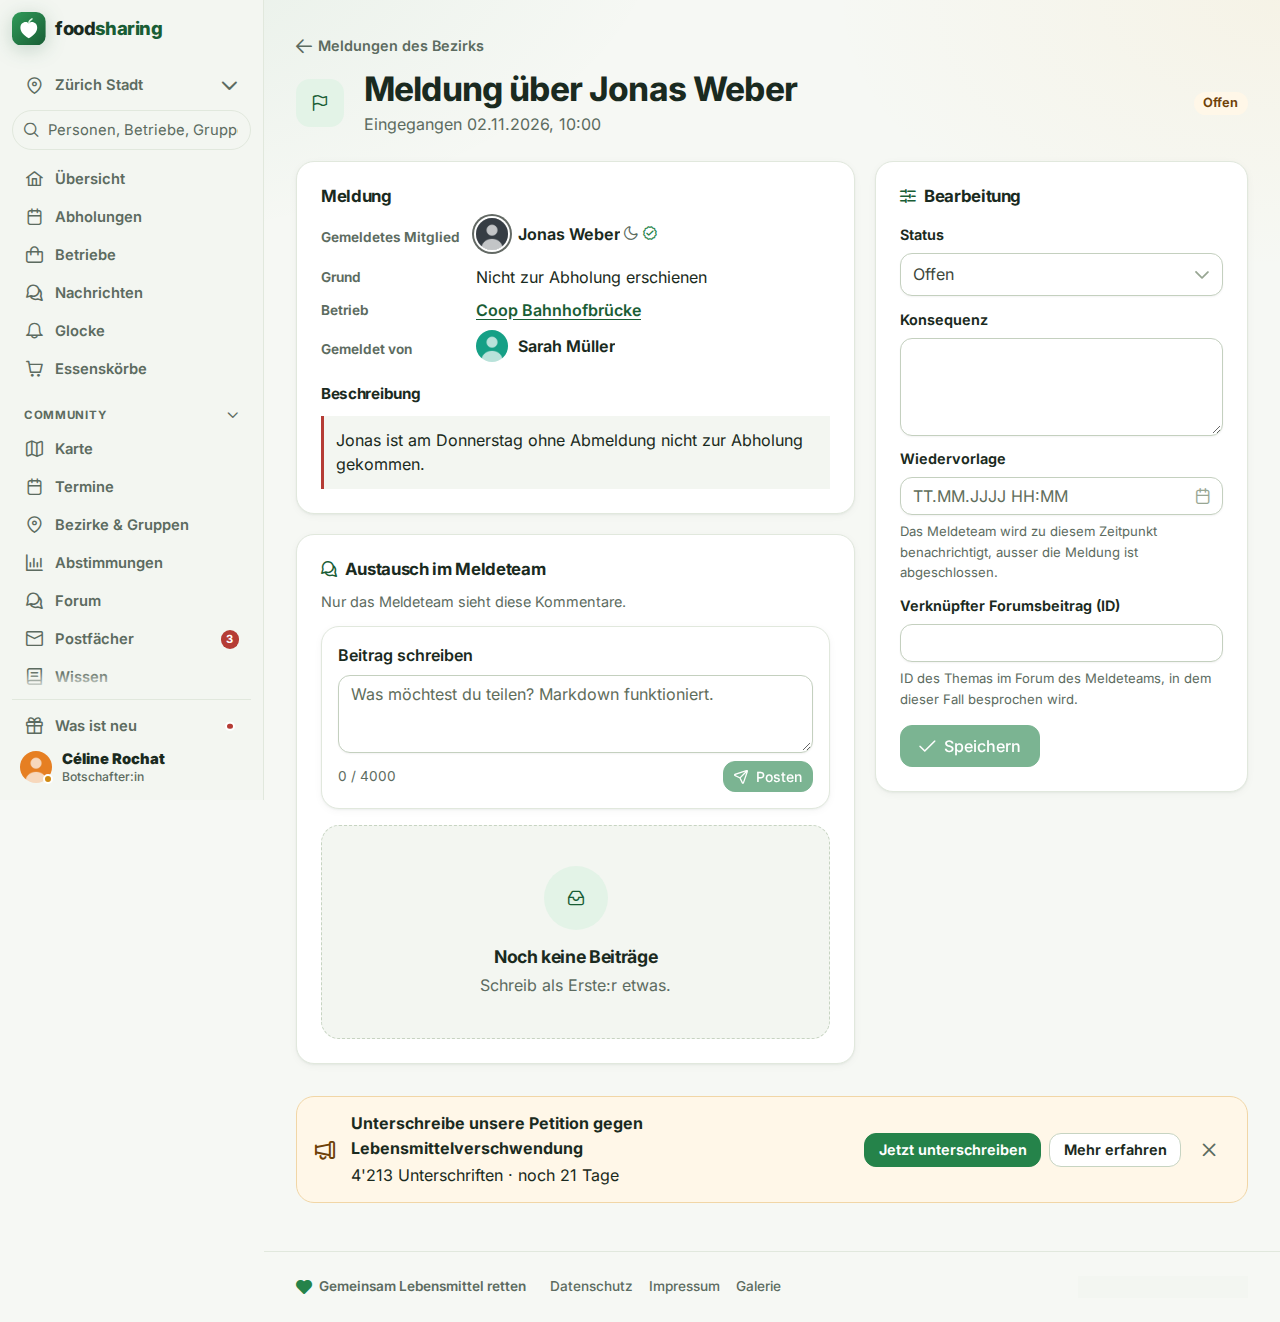 foodsharing
Zürich Stadt
Personen, Betriebe, Grupp
Übersicht
Abholungen
Betriebe
Nachrichten
Glocke
Essenskörbe
COMMUNITY
Karte
Termine
Bezirke & Gruppen
Abstimmungen
Forum
Postfächer 3
Wissen
Was ist neu
Céline Rochat
Botschafter:in
Meldungen des Bezirks
Meldung über Jonas Weber
Eingegangen 02.11.2026, 10:00
Offen
Meldung
Gemeldetes Mitglied Jonas Weber
Grund Nicht zur Abholung erschienen
Betrieb Coop Bahnhofbrücke
Gemeldet von Sarah Müller
Beschreibung
Jonas ist am Donnerstag ohne Abmeldung nicht zur Abholung
gekommen.
Austausch im Meldeteam
Nur das Meldeteam sieht diese Kommentare.
Beitrag schreiben
Was möchtest du teilen? Markdown funktioniert.
0 / 4000
Posten
Noch keine Beiträge
Schreib als Erste:r etwas.
Bearbeitung
Status
Offen
Konsequenz
Wiedervorlage
TT.MM.JJJJ HH:MM
Das Meldeteam wird zu diesem Zeitpunkt
benachrichtigt, ausser die Meldung ist
abgeschlossen.
Verknüpfter Forumsbeitrag (ID)
ID des Themas im Forum des Meldeteams, in dem
dieser Fall besprochen wird.
Speichern
Unterschreibe unsere Petition gegen
Lebensmittelverschwendung
4'213 Unterschriften · noch 21 Tage
Jetzt unterschreiben
Mehr erfahren
Gemeinsam Lebensmittel retten
Datenschutz
Impressum
Galerie